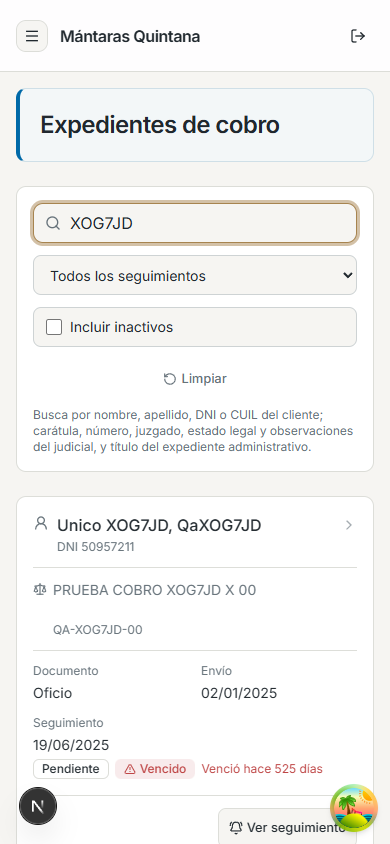 Mántaras Quintana
Expedientes de cobro
XOG7JD
Todos los seguimientos
Incluir inactivos
Limpiar
Busca por nombre, apellido, DNI o CUIL del cliente;
carátula, número, juzgado, estado legal y observaciones
del judicial, y título del expediente administrativo.
Unico XOG7JD, QaXOG7JD
DNI 50957211
PRUEBA COBRO XOG7JD X 00
QA-XOG7JD-00
Documento Envío
Oficio 02/01/2025
Seguimiento
19/06/2025
Pendiente Vencido Venció hace 525 días
N
Ver seguimiento